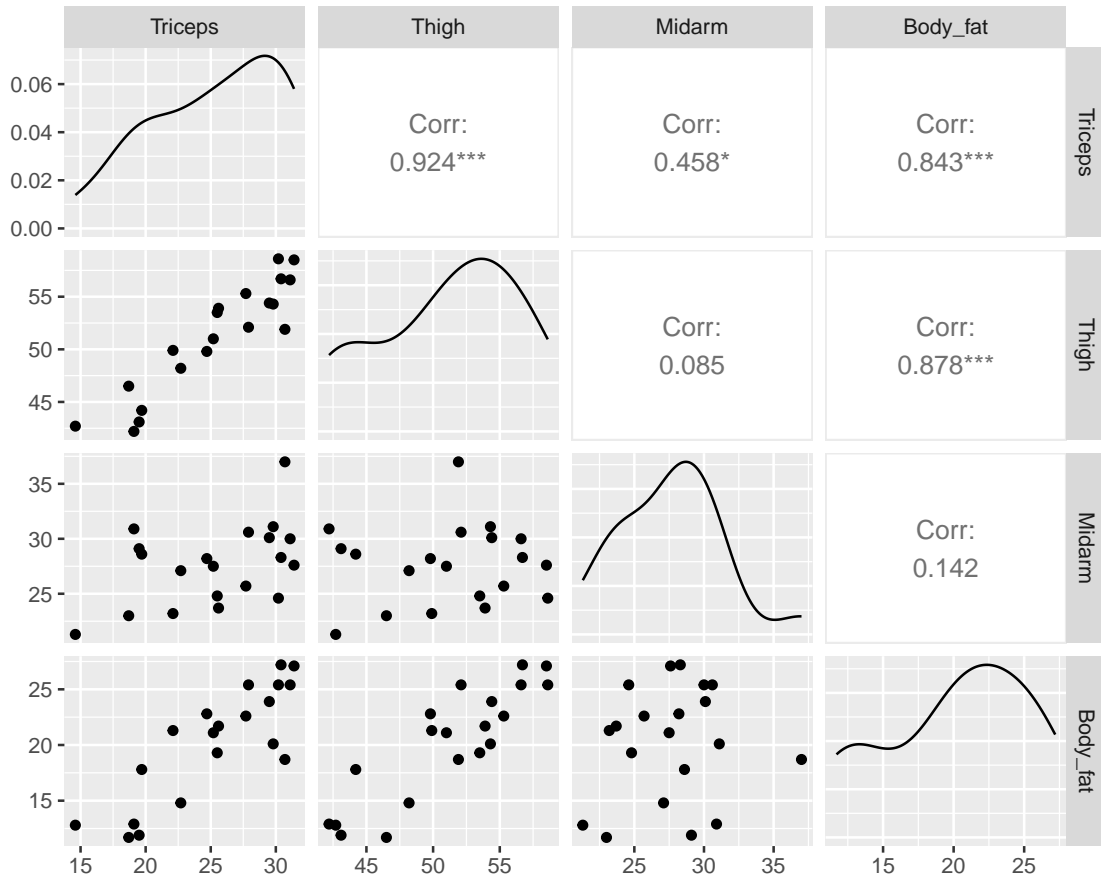 Triceps
Thigh
Midarm
Body_fat
0.06
0.04
0.02
0.00
Corr:
0.924***
Corr:
0.458*
Corr:
0.843***
Triceps
55
50
45
Corr:
0.085
Corr:
0.878***
Thigh
35
30
25
Corr:
0.142
Midarm
25
20
15
Body_fat
15 20 25 30
45 50 55
25 30 35
15 20 25